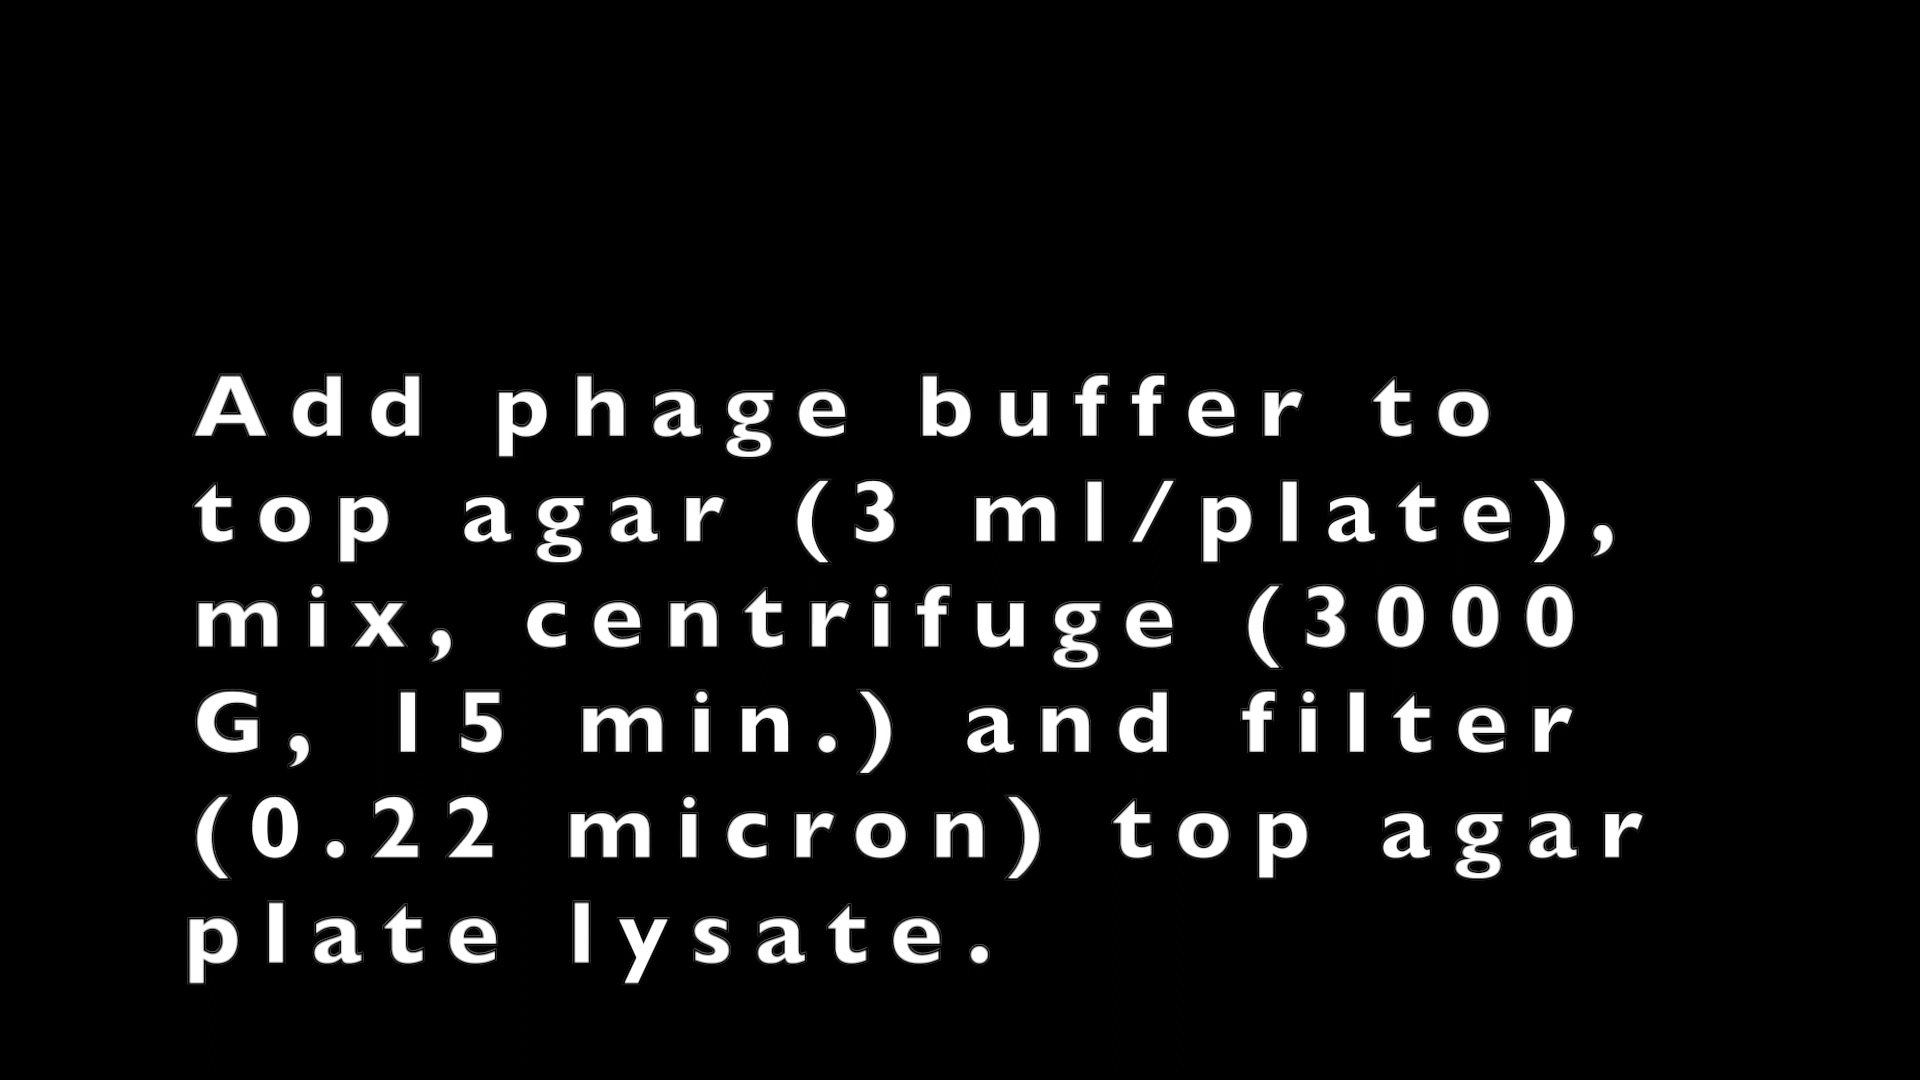 Add phage buffer to
top agar (3 ml/plate),
mix, centrifuge (3000
G, 15 min.) and filter
(0.22 micron) top agar
plate lysate.